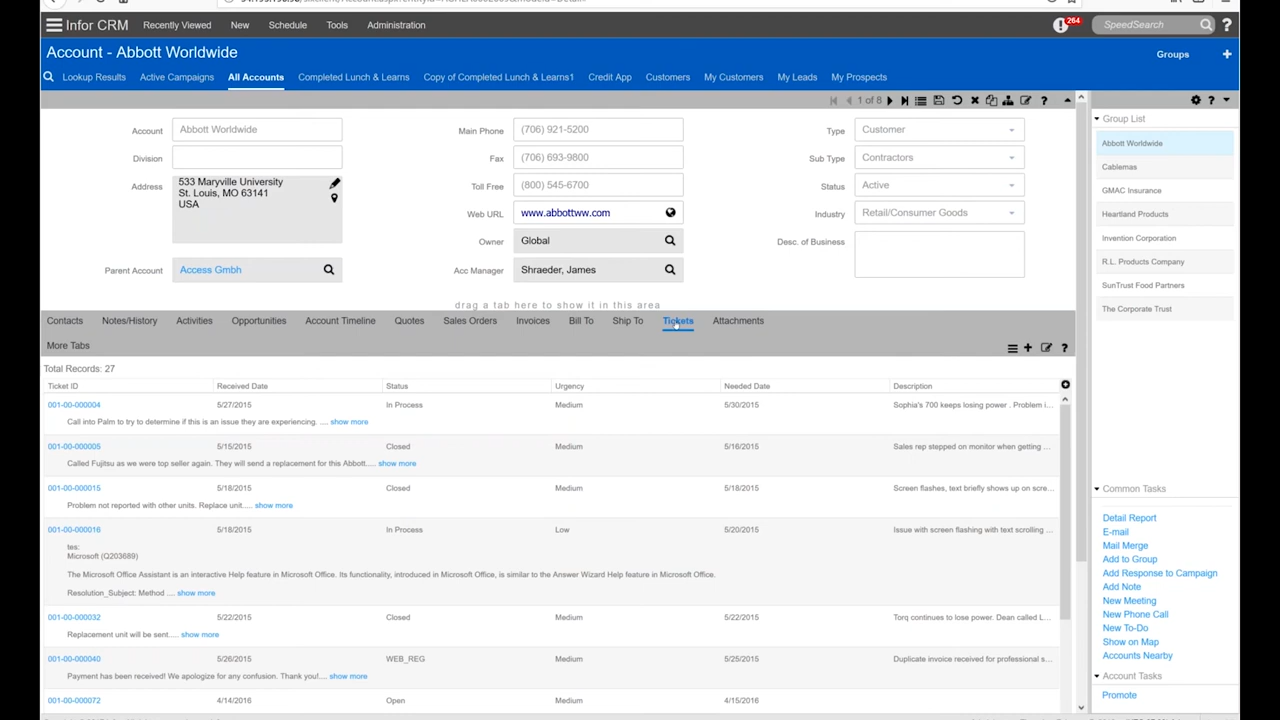 Infor CRM Recently Viewed New Schedule Tools Administration 264 SpeedSearch ?
Account - Abbott Worldwide
Groups +
Lookup Results Active Campaigns All Accounts Completed Lunch & Learns Copy of Completed Lunch & Learns1 Credit App Customers My Customers My Leads My Prospects
1 of 8 ?
?
Account Abbott Worldwide Main Phone (706) 921-5200 Type Customer
Division Fax (706) 693-9800 Sub Type Contractors
Address 533 Maryville University
St. Louis, MO 63141
USA
Toll Free (800) 545-6700 Status Active
Web URL www.abbottww.com Industry Retail/Consumer Goods
Owner Global Desc. of Business
Parent Account Access Gmbh Acc Manager Shraeder, James
drag a tab here to show it in this area
Contacts Notes/History Activities Opportunities Account Timeline Quotes Sales Orders Invoices Bill To Ship To Tickets Attachments
More Tabs
?
Total Records: 27
Ticket ID Received Date Status Urgency Needed Date Description
001-00-000004 5/27/2015 In Process Medium 5/30/2015 Sophia's 700 keeps losing power . Problem i...
Call into Palm to try to determine if this is an issue they are experiencing. .... show more
001-00-000005 5/15/2015 Closed Medium 5/16/2015 Sales rep stepped on monitor when getting ...
Called Fujitsu as we were top seller again. They will send a replacement for this Abbott.... show more
001-00-000015 5/18/2015 Closed Medium 5/18/2015 Screen flashes, text briefly shows up on scre...
Problem not reported with other units. Replace unit.... show more
001-00-000016 5/18/2015 In Process Low 5/20/2015 Issue with screen flashing with text scrolling ...
tes:
Microsoft (Q203689)
The Microsoft Office Assistant is an interactive Help feature in Microsoft Office. Its functionality, introduced in Microsoft Office, is similar to the Answer Wizard Help feature in Microsoft Office.
Resolution_Subject: Method .... show more
001-00-000032 5/22/2015 Closed Medium 5/22/2015 Torq continues to lose power. Dean called L...
Replacement unit will be sent.... show more
001-00-000040 5/26/2015 WEB_REG Medium 5/25/2015 Duplicate invoice received for professional s...
Payment has been received! We apologize for any confusion. Thank you!.... show more
001-00-000072 4/14/2016 Open Medium 4/15/2016
Group List
Abbott Worldwide
Cablemas
GMAC Insurance
Heartland Products
Invention Corporation
R.L. Products Company
SunTrust Food Partners
The Corporate Trust
Common Tasks
Detail Report
E-mail
Mail Merge
Add to Group
Add Response to Campaign
Add Note
New Meeting
New Phone Call
New To-Do
Show on Map
Accounts Nearby
Account Tasks
Promote